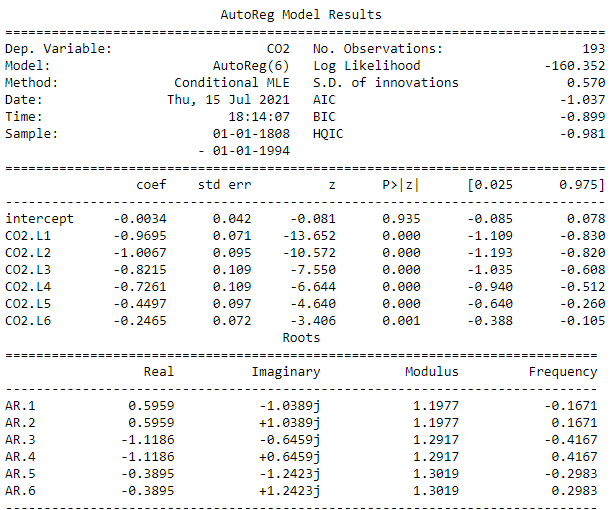 AutoReg Model Results
==============================================================================
Dep. Variable:                    CO2   No. Observations:                  193
Model:                     AutoReg(6)   Log Likelihood                -160.352
Method:               Conditional MLE   S.D. of innovations              0.570
Date:                Thu, 15 Jul 2021   AIC                             -1.037
Time:                        18:14:07   BIC                             -0.899
Sample:                    01-01-1808   HQIC                            -0.981
- 01-01-1994
==============================================================================
coef    std err          z      P>|z|      [0.025      0.975]
------------------------------------------------------------------------------
intercept     -0.0034      0.042     -0.081      0.935      -0.085       0.078
CO2.L1        -0.9695      0.071    -13.652      0.000      -1.109      -0.830
CO2.L2        -1.0067      0.095    -10.572      0.000      -1.193      -0.820
CO2.L3        -0.8215      0.109     -7.550      0.000      -1.035      -0.608
CO2.L4        -0.7261      0.109     -6.644      0.000      -0.940      -0.512
CO2.L5        -0.4497      0.097     -4.640      0.000      -0.640      -0.260
CO2.L6        -0.2465      0.072     -3.406      0.001      -0.388      -0.105
Roots
=============================================================================
Real          Imaginary           Modulus         Frequency
-----------------------------------------------------------------------------
AR.1            0.5959           -1.0389j            1.1977           -0.1671
AR.2            0.5959           +1.0389j            1.1977            0.1671
AR.3           -1.1186           -0.6459j            1.2917           -0.4167
AR.4           -1.1186           +0.6459j            1.2917            0.4167
AR.5           -0.3895           -1.2423j            1.3019           -0.2983
AR.6           -0.3895           +1.2423j            1.3019            0.2983
-----------------------------------------------------------------------------